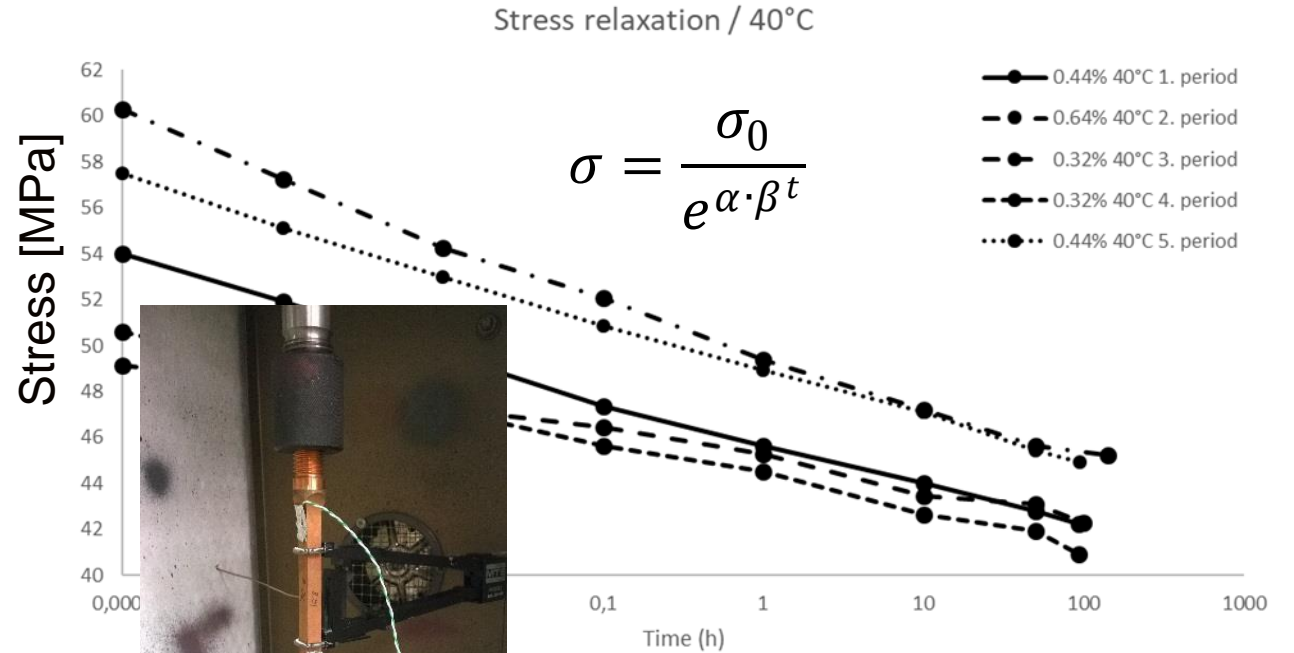 Stress relaxation / 40°C
Stress [MPa]
62
60
58
56
54
52
50
48
46
44
42
40
σ = σ₀ / e^(α·β^t)
0.44% 40°C 1. period
0.64% 40°C 2. period
0.32% 40°C 3. period
0.32% 40°C 4. period
0.44% 40°C 5. period
0,000
0,1
1
10
100
1000
Time (h)